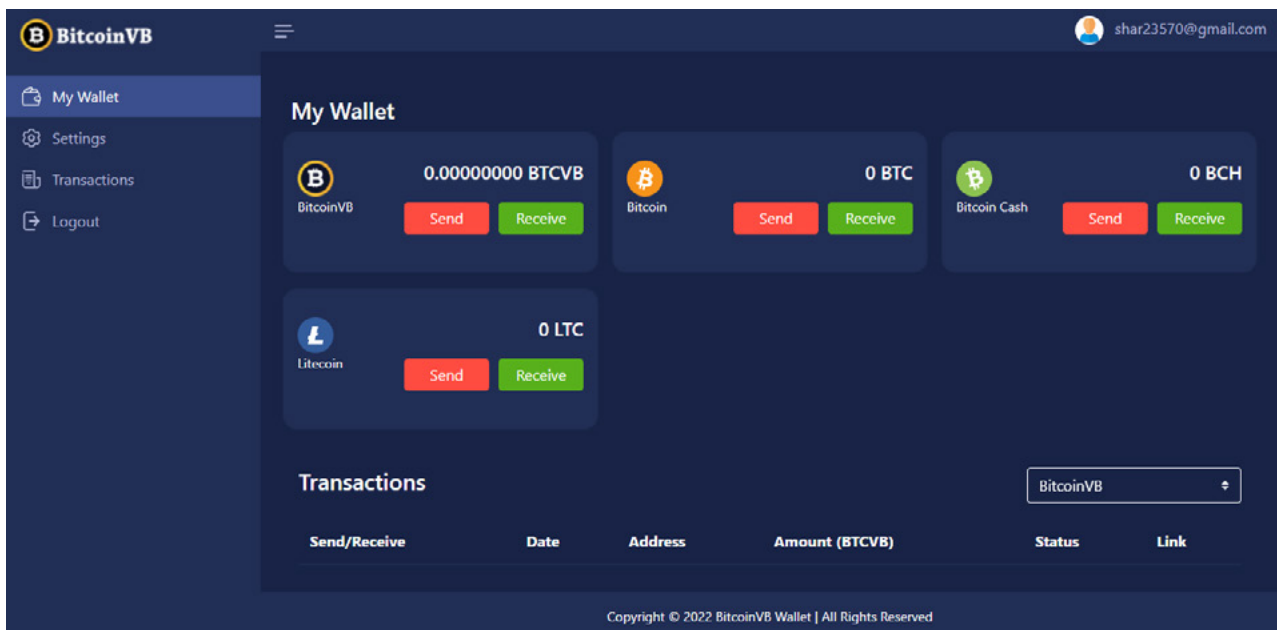 BitcoinVB
shar23570@gmail.com
My Wallet
Settings
Transactions
Logout
My Wallet
BitcoinVB
0.00000000 BTCVB
Send Receive
Bitcoin
0 BTC
Send Receive
Bitcoin Cash
0 BCH
Send Receive
Litecoin
0 LTC
Send Receive
Transactions
BitcoinVB
Send/Receive Date Address Amount (BTCVB) Status Link
Copyright © 2022 BitcoinVB Wallet | All Rights Reserved